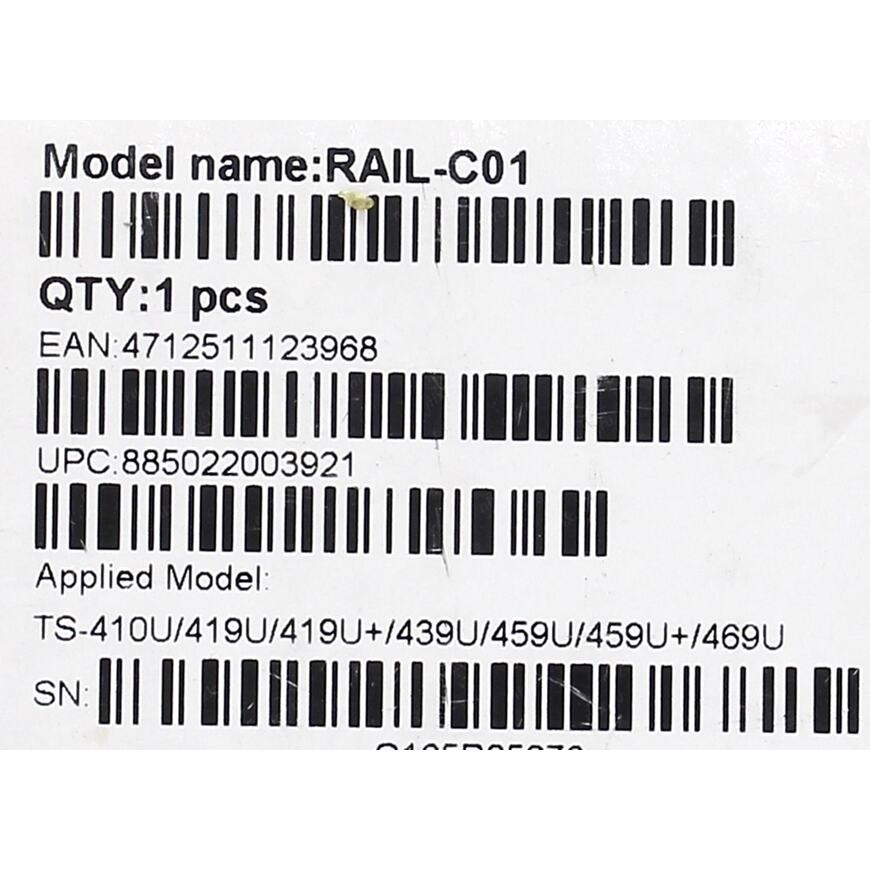 Model name:RAIL-C01
QTY:1 pcs
EAN:4712511123968
UPC:885022003921
Applied Model:
TS-410U/419U/419U+/439U/459U/459U+/469U
SN: